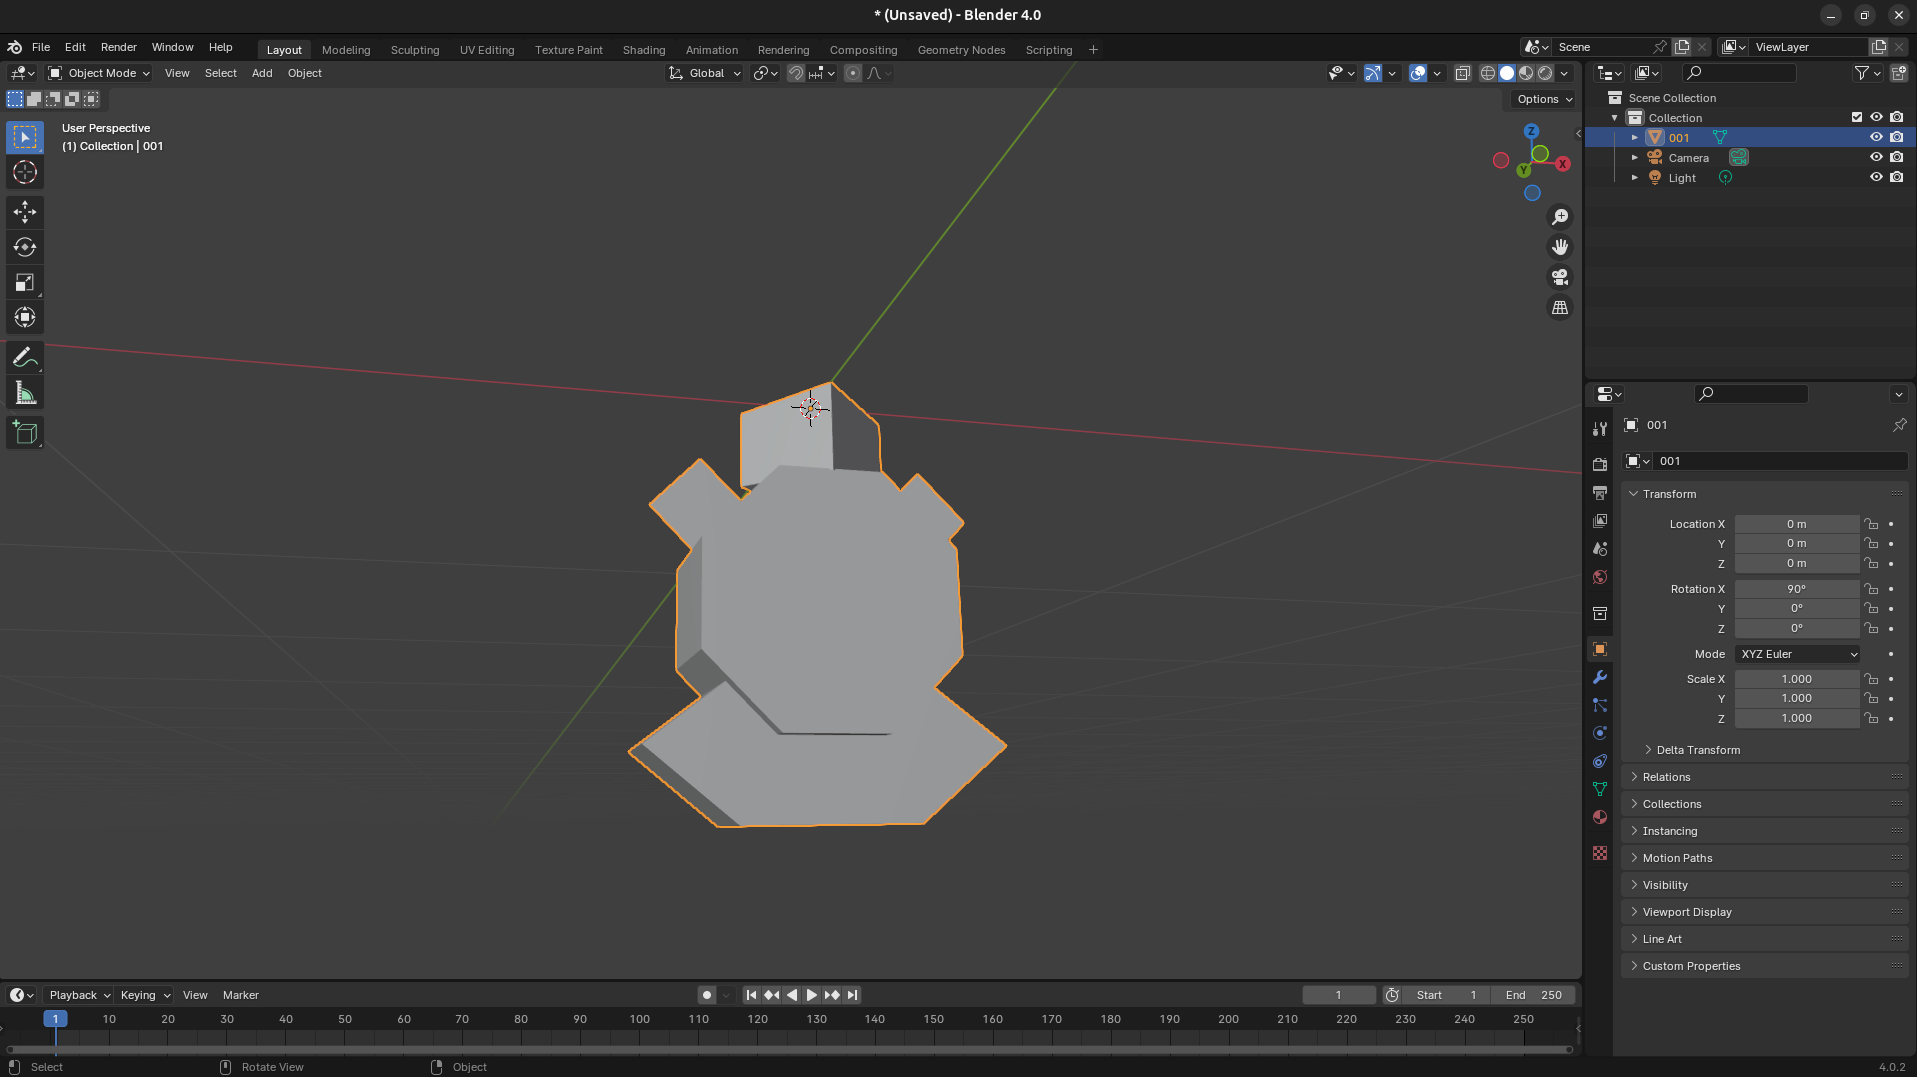 * (Unsaved) - Blender 4.0
File Edit Render Window Help Layout Modeling Sculpting UV Editing Texture Paint Shading Animation Rendering Compositing Geometry Nodes Scripting + Scene ViewLayer
Object Mode View Select Add Object Global
Options
User Perspective
(1) Collection | 001
Z
X
Y
Scene Collection
Collection
001
Camera
Light
001
001
Transform
Location X 0 m
Y 0 m
Z 0 m
Rotation X 90°
Y 0°
Z 0°
Mode XYZ Euler
Scale X 1.000
Y 1.000
Z 1.000
Delta Transform
Relations
Collections
Instancing
Motion Paths
Visibility
Viewport Display
Line Art
Custom Properties
Playback Keying View Marker 1 Start 1 End 250
1 10 20 30 40 50 60 70 80 90 100 110 120 130 140 150 160 170 180 190 200 210 220 230 240 250
Select Rotate View Object 4.0.2